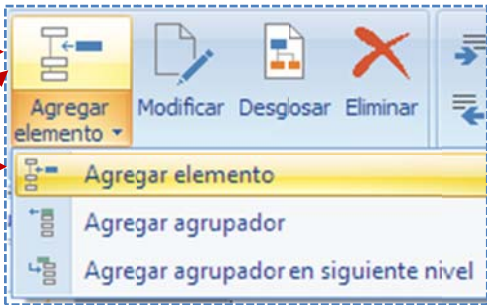 Agregar elemento
Modificar
Desglosar
Eliminar
Agregar elemento
Agregar agrupador
Agregar agrupador en siguiente nivel